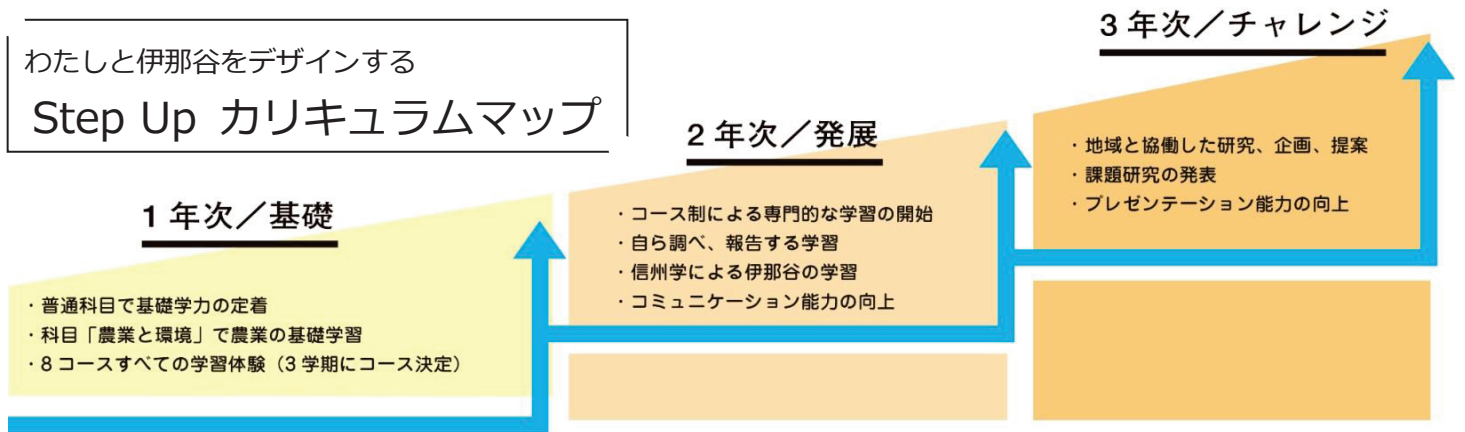 わたしと伊那谷をデザインする
Step Up カリキュラムマップ
1年次／基礎
・普通科目で基礎学力の定着
・科目「農業と環境」で農業の基礎学習
・8コースすべての学習体験（3学期にコース決定）
2年次／発展
・コース制による専門的な学習の開始
・自ら調べ、報告する学習
・信州学による伊那谷の学習
・コミュニケーション能力の向上
3年次／チャレンジ
・地域と協働した研究、企画、提案
・課題研究の発表
・プレゼンテーション能力の向上